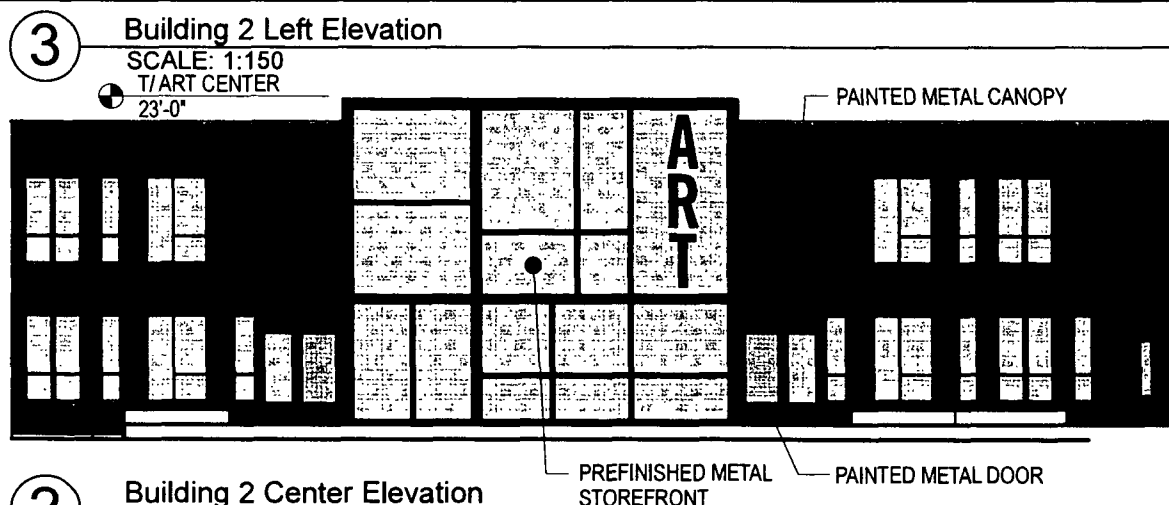 3
Building 2 Left Elevation
SCALE: 1:150
T/ART CENTER
23'-0"
PAINTED METAL CANOPY
ART
PREFINISHED METAL
STOREFRONT
PAINTED METAL DOOR
2
Building 2 Center Elevation